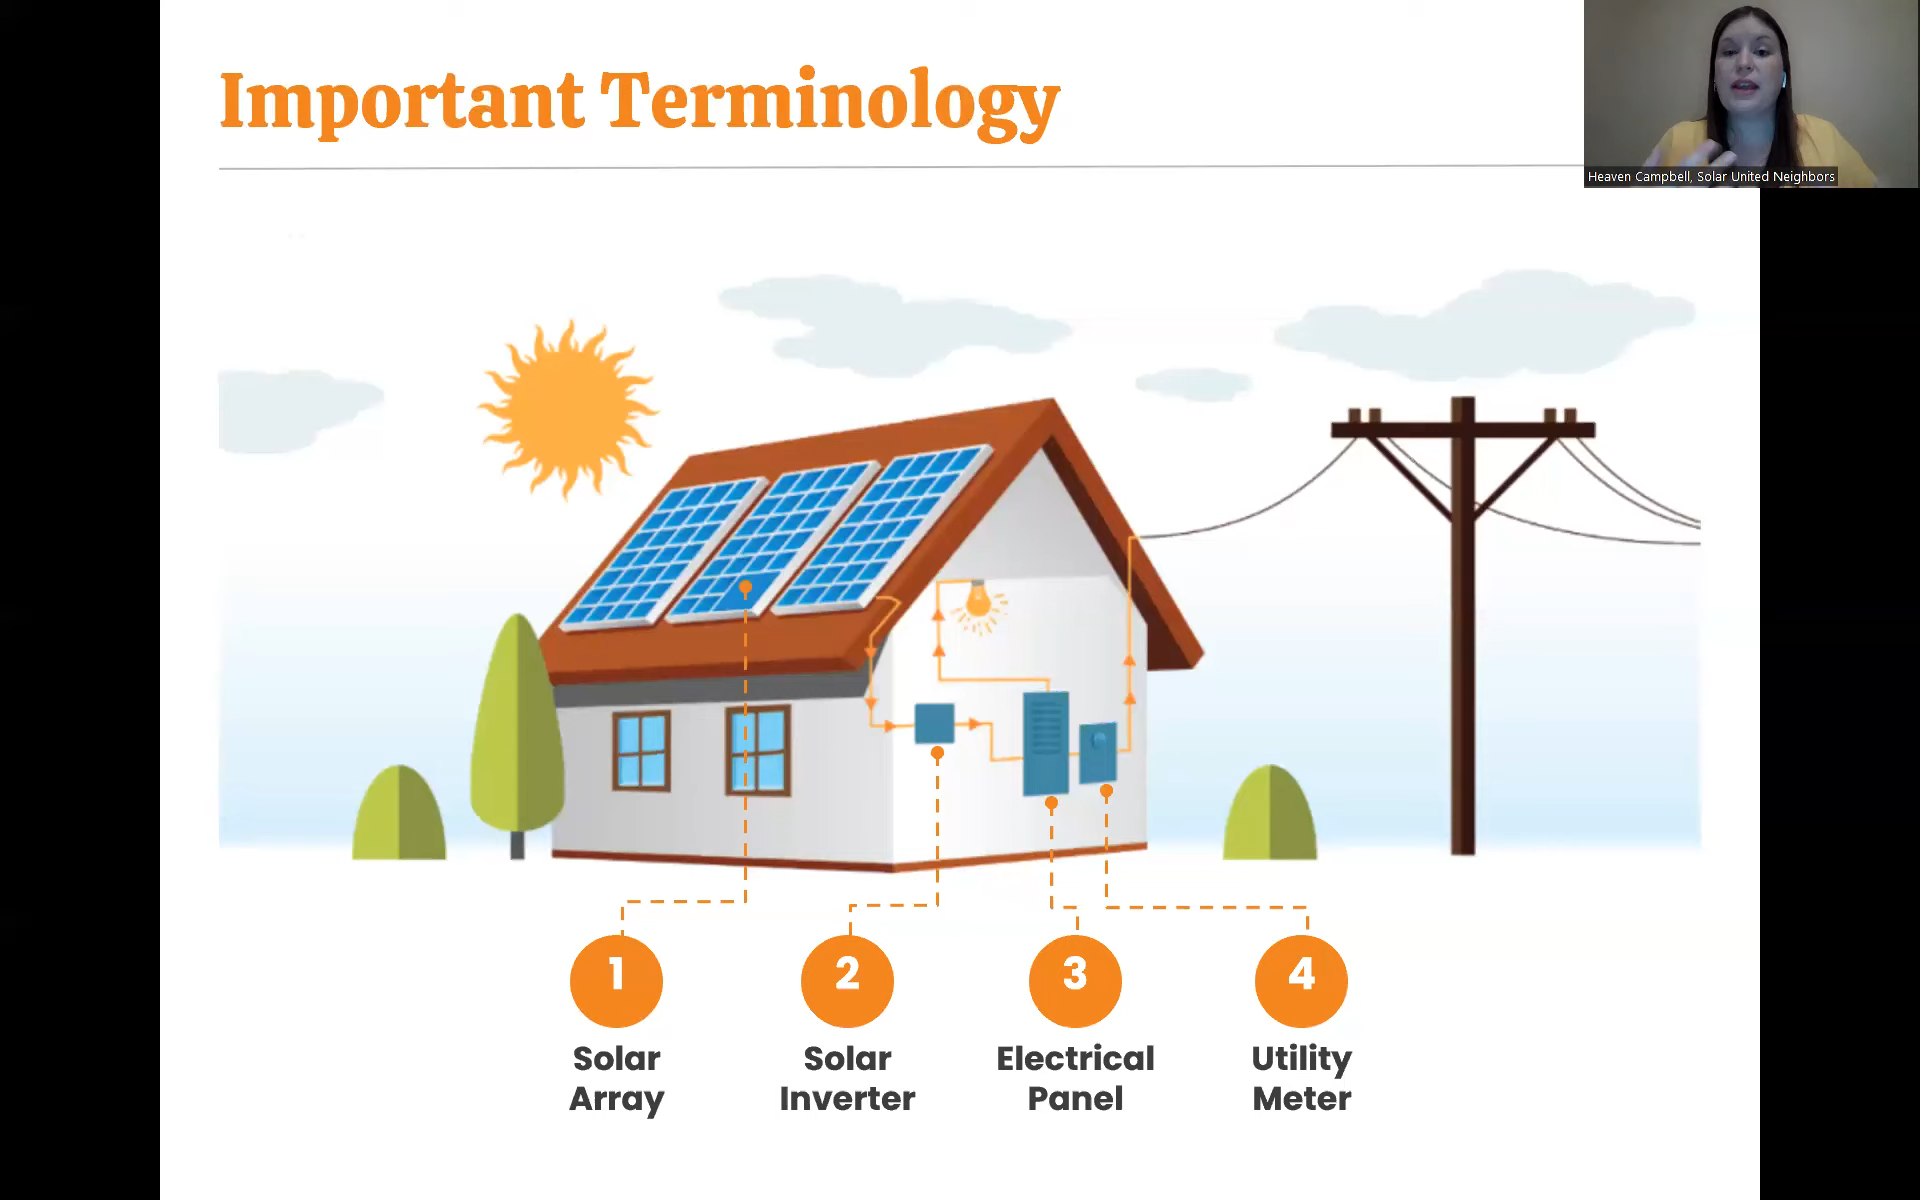 Important Terminology
Heaven Campbell, Solar United Neighbors
1
Solar
Array
2
Solar
Inverter
3
Electrical
Panel
4
Utility
Meter